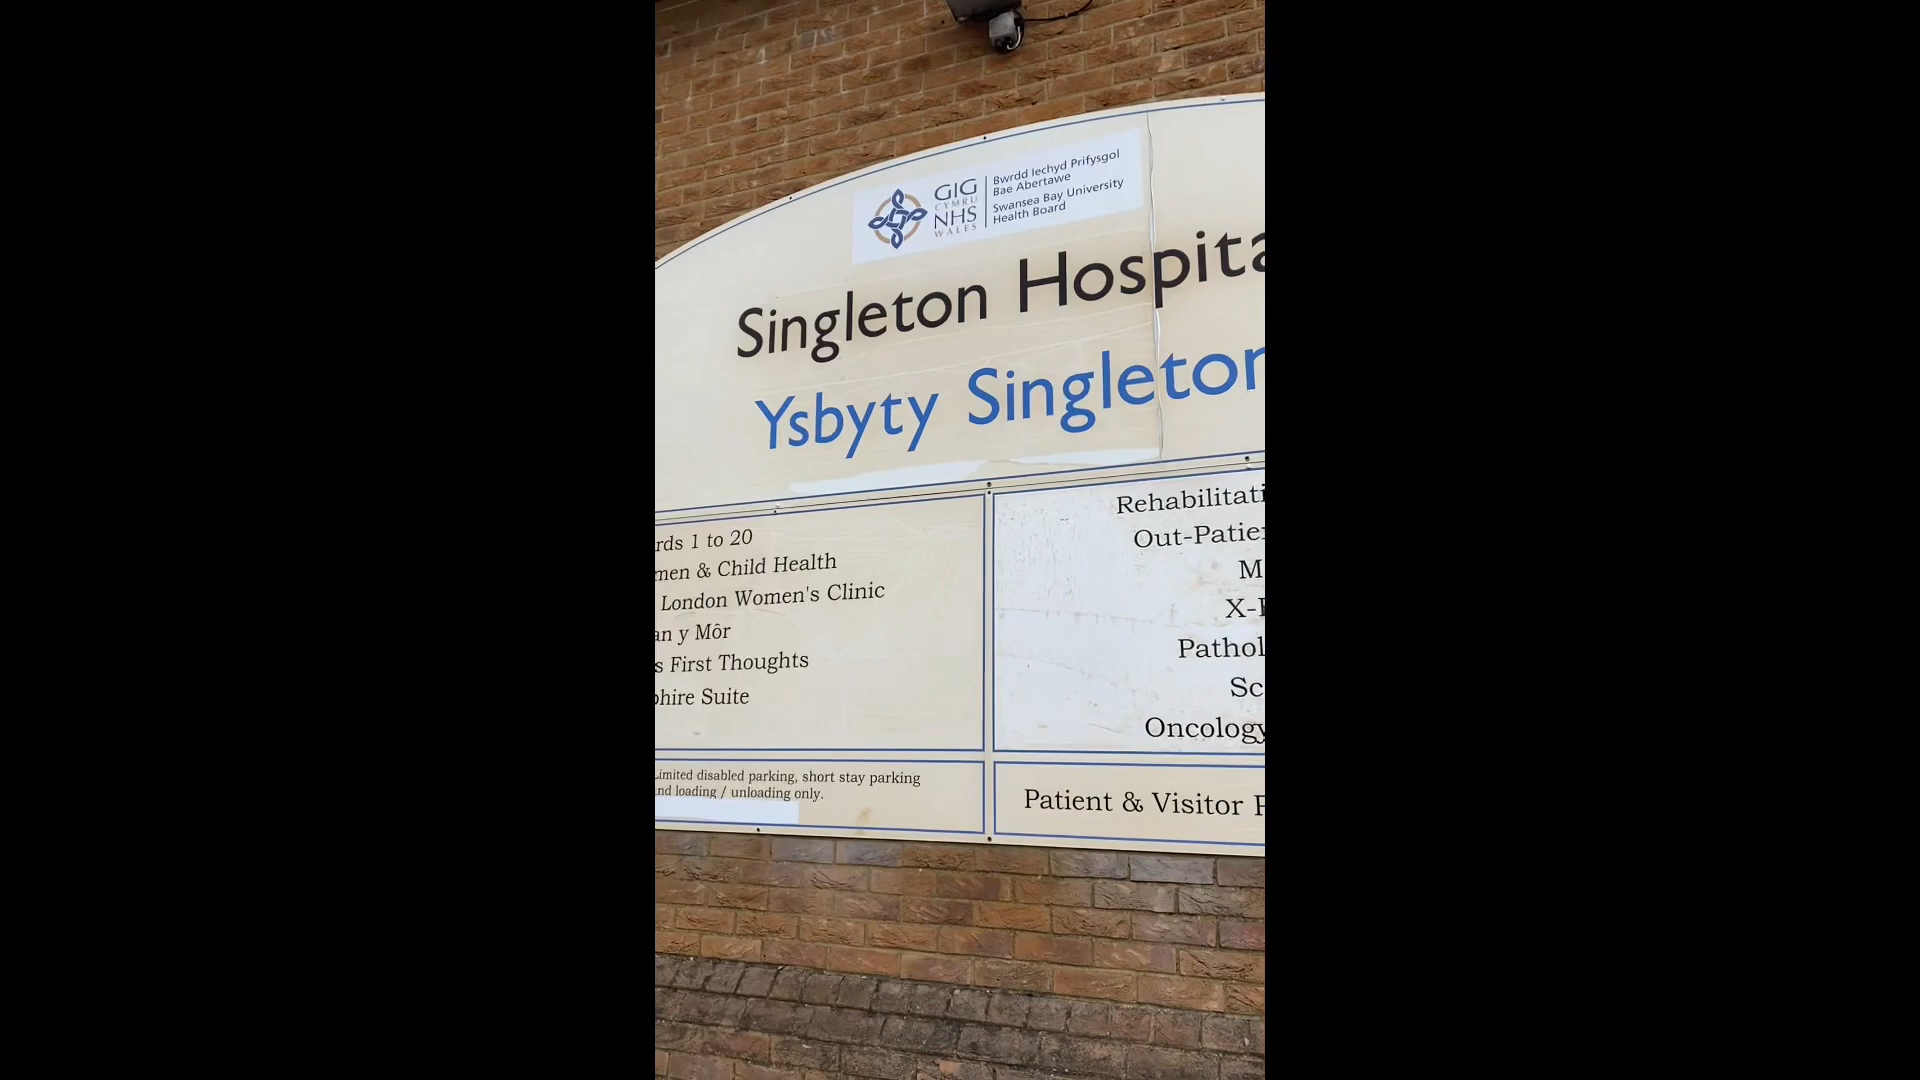 GIG
CYMRU
NHS
WALES
Bwrdd Iechyd Prifysgol
Bae Abertawe
Swansea Bay University
Health Board
Singleton Hospita
Ysbyty Singleton
rds 1 to 20
men & Child Health
London Women's Clinic
an y Môr
s First Thoughts
phire Suite
Limited disabled parking, short stay parking
nd loading / unloading only.
Rehabilitati
Out-Patie
M
X-
Pathol
Sc
Oncology
Patient & Visitor